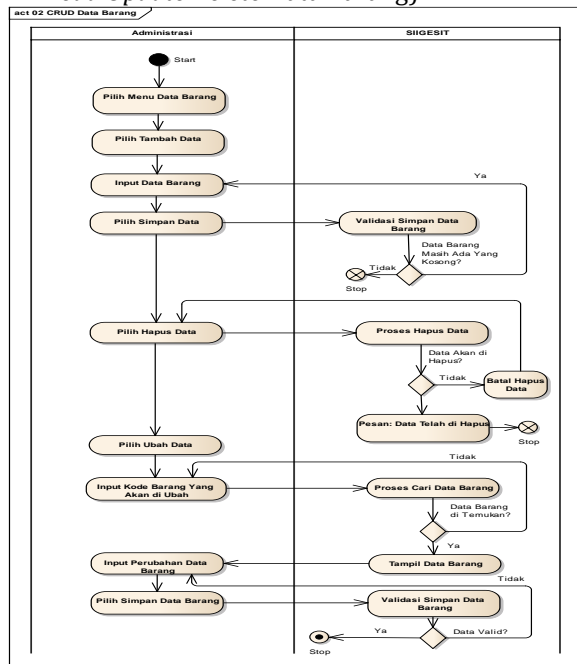 act 02 CRUD Data Barang
Administrasi
SIIGESIT
Start
Pilih Menu Data Barang
Pilih Tambah Data
Input Data Barang
Ya
Pilih Simpan Data
Validasi Simpan Data
Barang
Data Barang
Masih Ada Yang
Kosong?
Tidak
Stop
Pilih Hapus Data
Proses Hapus Data
Data Akan di
Hapus?
Tidak
Batal Hapus
Data
Pesan: Data Telah di Hapus
Stop
Pilih Ubah Data
Tidak
Input Kode Barang Yang
Akan di Ubah
Proses Cari Data Barang
Data Barang
di Temukan?
Ya
Input Perubahan Data
Barang
Tampil Data Barang
Tidak
Pilih Simpan Data Barang
Validasi Simpan Data
Barang
Ya
Data Valid?
Stop